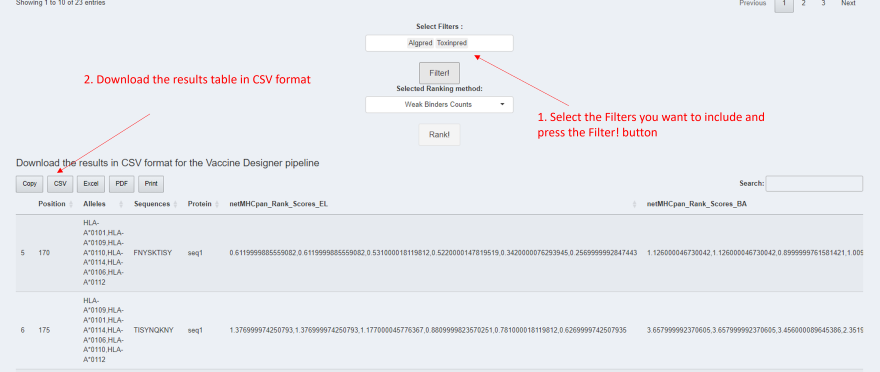 Showing 1 to 10 of 23 entries
Previous 1 2 3 Next
Select Filters :
Algpred Toxinpred
Filter!
Selected Ranking method:
Weak Binders Counts
Rank!
2. Download the results table in CSV format
1. Select the Filters you want to include and
press the Filter! button
Download the results in CSV format for the Vaccine Designer pipeline
Copy CSV Excel PDF Print
Search:
Position Alleles Sequences Protein netMHCpan_Rank_Scores_EL netMHCpan_Rank_Scores_BA
HLA-
A*0101,HLA-
A*0109,HLA-
5 170 A*0110,HLA- FNYSKTISY seq1 0.6119999885559082,0.6119999885559082,0.531000018119812,0.522000014781951​9,0.3420000076293945,0.2569999992847443 1.126000046730042,1.126000046730042,0.8999999761581421,1.005
A*0114,HLA-
A*0106,HLA-
A*0112
HLA-
A*0109,HLA-
A*0101,HLA-
6 175 A*0114,HLA- TISYNQKNY seq1 1.376999974250793,1.376999974250793,1.177000045776367,0.8809999823570251,0.781000018119812,0.6269999742507935 3.657999992370605,3.657999992370605,3.456000089645386,2.3519
A*0106,HLA-
A*0110,HLA-
A*0112